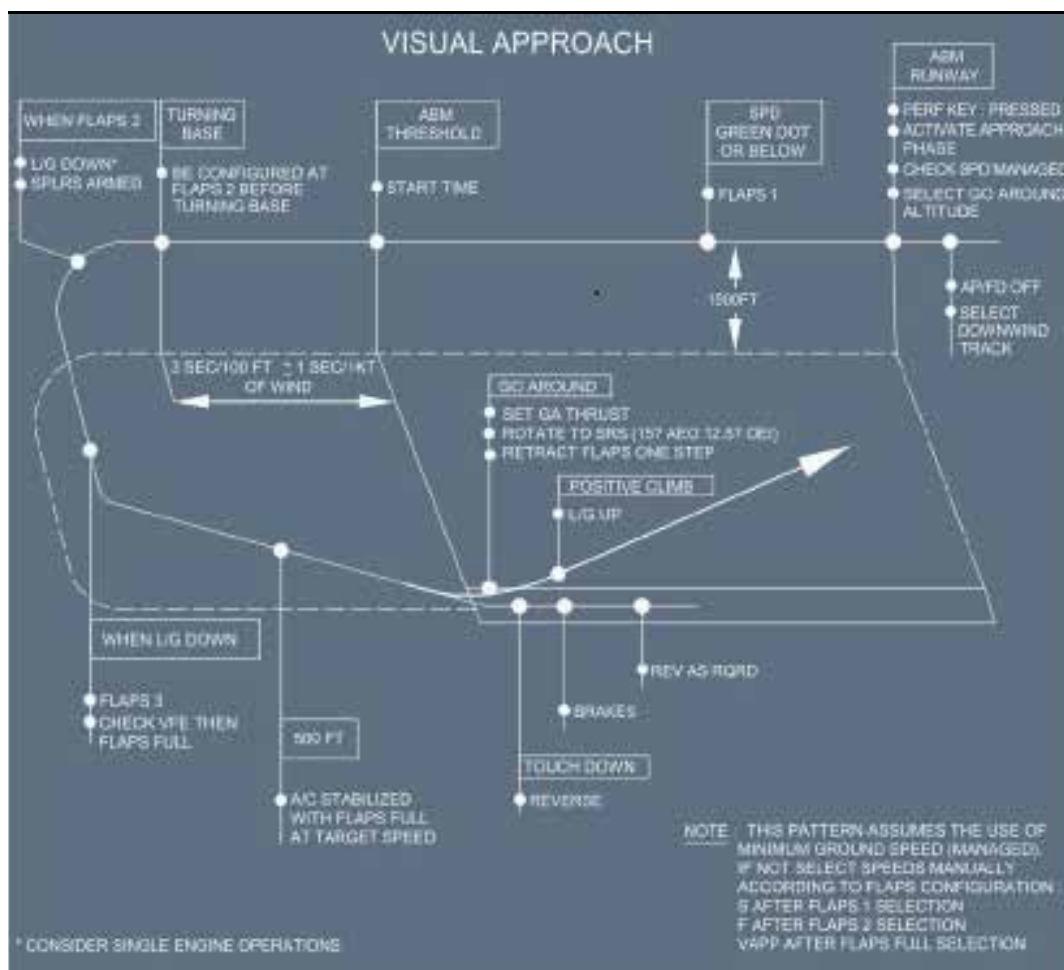 VISUAL APPROACH
WHEN FLAPS 2
L/G DOWN*
SPLRS ARMED
TURNING
BASE
BE CONFIGURED AT
FLAPS 2 BEFORE
TURNING BASE
ABM
THRESHOLD
START TIME
SPD
GREEN DOT
OR BELOW
FLAPS 1
ABM
RUNWAY
PERF KEY : PRESSED
ACTIVATE APPROACH
PHASE
CHECK SPD MANAGED
SELECT GO AROUND
ALTITUDE
AP/FD OFF
SELECT
DOWNWIND
TRACK
1500FT
3 SEC/100 FT ± 1 SEC/1KT
OF WIND
GO AROUND
SET GA THRUST
ROTATE TO SRS
RETRACT FLAPS ONE STEP
POSITIVE CLIMB
L/G UP
WHEN L/G DOWN
FLAPS 3
CHECK VFE THEN
FLAPS FULL
500 FT
A/C STABILIZED
WITH FLAPS FULL
AT TARGET SPEED
REV AS RQRD
BRAKES
TOUCH DOWN
REVERSE
NOTE : THIS PATTERN ASSUMES THE USE OF
MINIMUM GROUND SPEED (MANAGED).
IF NOT SELECT SPEEDS MANUALLY
ACCORDING TO FLAPS CONFIGURATION :
S AFTER FLAPS 1 SELECTION
F AFTER FLAPS 2 SELECTION
VAPP AFTER FLAPS FULL SELECTION
* CONSIDER SINGLE ENGINE OPERATIONS